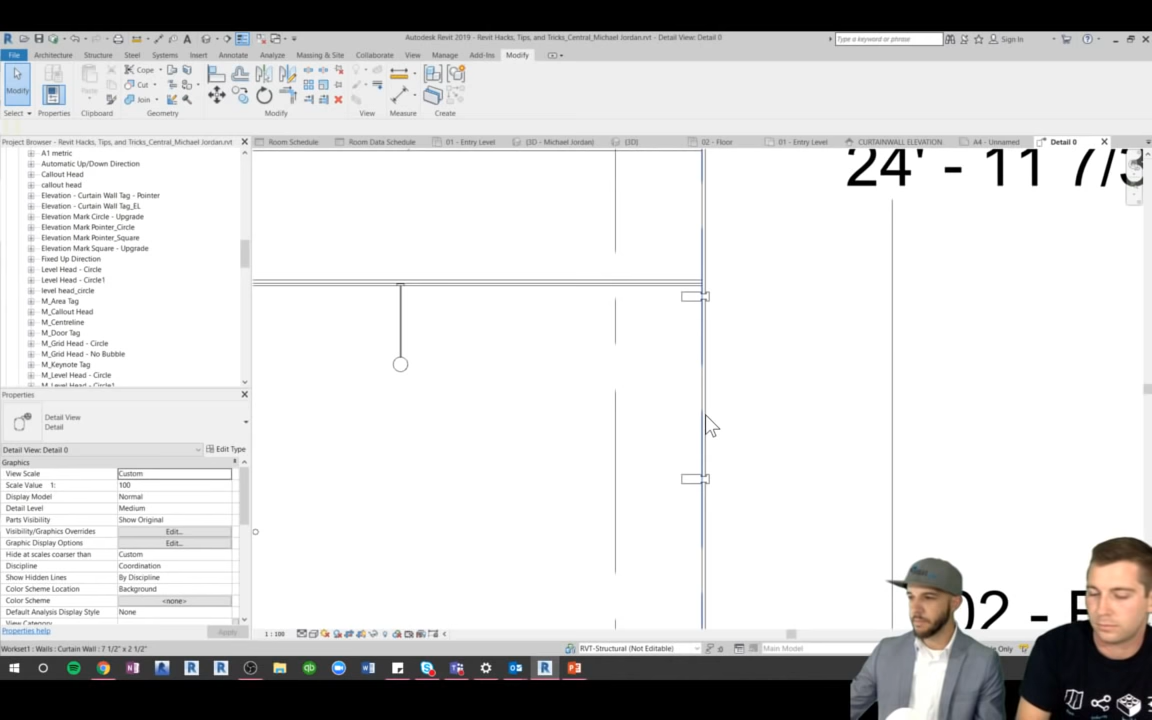 Autodesk Revit 2019 - Revit Hacks, Tips, and Tricks_Central_Michael Jordan.rvt - Detail View: Detail 0
Type a keyword or phrase
Sign In
File Architecture Structure Steel Systems Insert Annotate Analyze Massing & Site Collaborate View Manage Add-Ins Modify
Cope
Cut
Join
Modify
Select Properties Clipboard Geometry Modify View Measure Create
Project Browser - Revit Hacks, Tips, and Tricks_Central_Michael Jordan.rvt
Room Schedule Room Data Schedule 01 - Entry Level (3D - Michael Jordan) {3D} 02 - Floor 01 - Entry Level CURTAINWALL ELEVATION A4 - Unnamed Detail 0
A1 metric
Automatic Up/Down Direction
Callout Head
callout head
Elevation - Curtain Wall Tag - Pointer
Elevation - Curtain Wall Tag_EL
Elevation Mark Circle - Upgrade
Elevation Mark Pointer_Circle
Elevation Mark Pointer_Square
Elevation Mark Square - Upgrade
Fixed Up Direction
Level Head - Circle
Level Head - Circle1
level head_circle
M_Area Tag
M_Callout Head
M_Centreline
M_Door Tag
M_Grid Head - Circle
M_Grid Head - No Bubble
M_Keynote Tag
M_Level Head - Circle
M_Level Head - Circle1
24' - 11 7/3
02 -
Properties
Detail View
Detail
Detail View: Detail 0 Edit Type
Graphics
View Scale Custom
Scale Value 1: 100
Display Model Normal
Detail Level Medium
Parts Visibility Show Original
Visibility/Graphics Overrides Edit...
Graphic Display Options Edit...
Hide at scales coarser than Custom
Discipline Coordination
Show Hidden Lines By Discipline
Color Scheme Location Background
Color Scheme <none>
Default Analysis Display Style None
View Category
Properties help Apply
1 : 100
Workset1 : Walls : Curtain Wall : 7 1/2" x 2 1/2"
RVT-Structural (Not Editable) :0 Main Model
Only